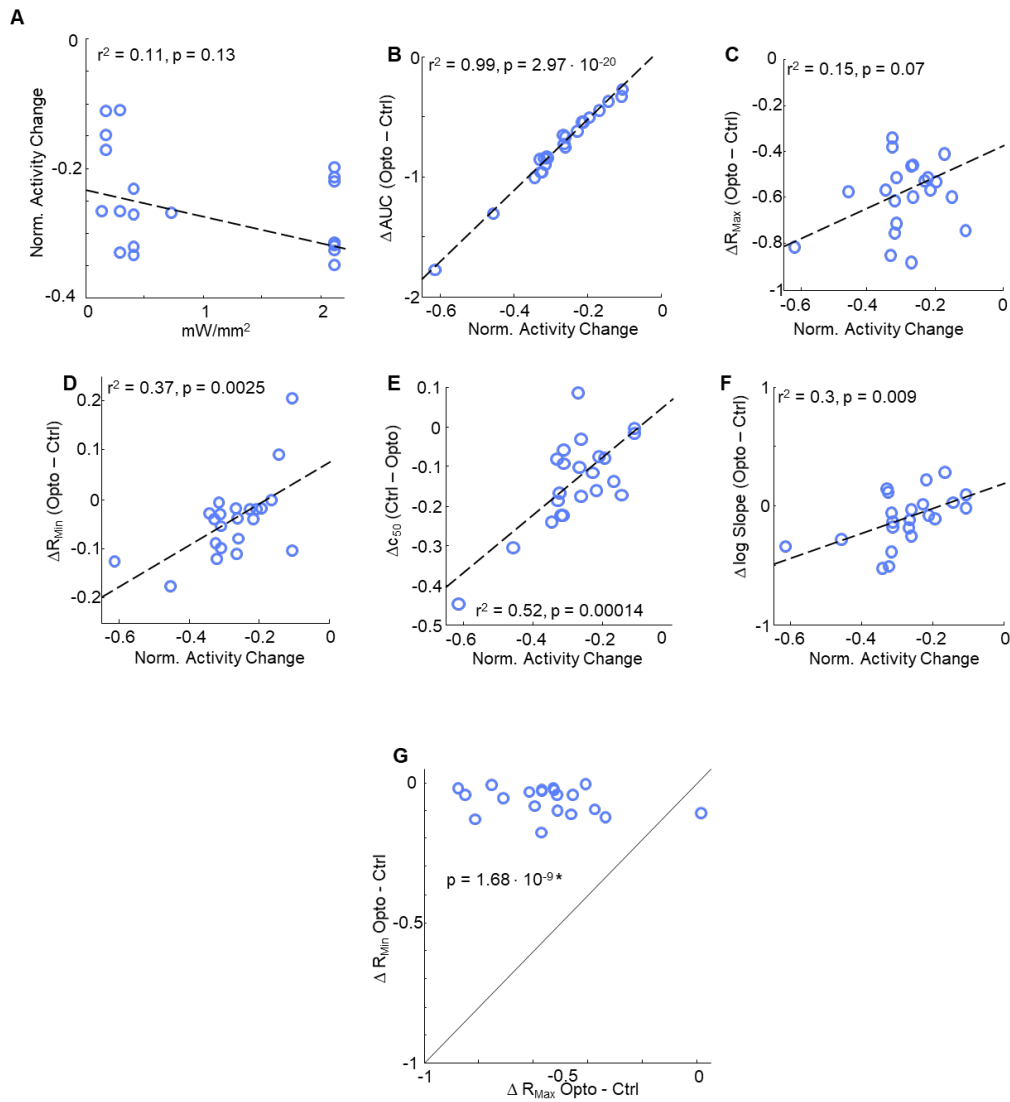 A
r² = 0.11, p = 0.13
0
-0.2
-0.4
Norm. Activity Change
0
1
2
mW/mm²
B
r² = 0.99, p = 2.97 · 10⁻²⁰
0
-1
-2
Δ AUC (Opto – Ctrl)
-0.6
-0.4
-0.2
0
Norm. Activity Change
C
r² = 0.15, p = 0.07
0
-0.2
-0.4
-0.6
-0.8
-1
ΔR_Max (Opto – Ctrl)
-0.6
-0.4
-0.2
0
Norm. Activity Change
D
r² = 0.37, p = 0.0025
0.2
0.1
0
-0.1
-0.2
ΔR_Min (Opto – Ctrl)
-0.6
-0.4
-0.2
0
Norm. Activity Change
E
0.1
0
-0.1
-0.2
-0.3
-0.4
-0.5
Δc₅₀ (Ctrl – Opto)
r² = 0.52, p = 0.00014
-0.6
-0.4
-0.2
0
Norm. Activity Change
F
r² = 0.3, p = 0.009
1
0
-1
Δ log Slope (Opto – Ctrl)
-0.6
-0.4
-0.2
0
Norm. Activity Change
G
0
-0.5
-1
Δ R_Min Opto - Ctrl
p = 1.68 · 10⁻⁹ *
-1
-0.5
0
Δ R_Max Opto - Ctrl